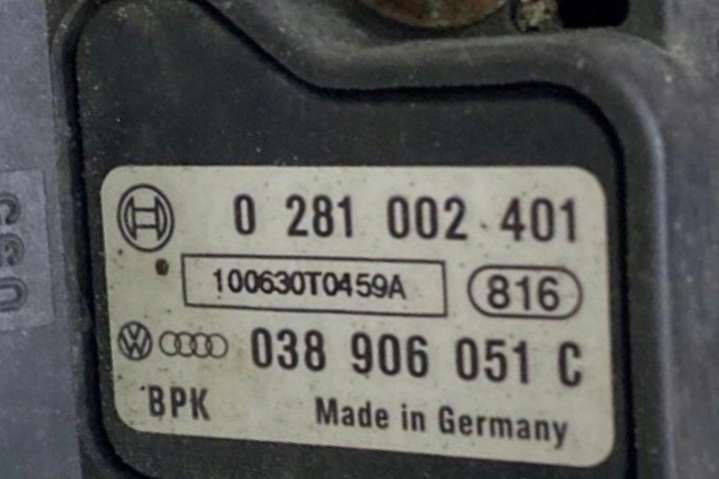 0 281 002 401
100630T0459A
816
038 906 051 C
BPK
Made in Germany